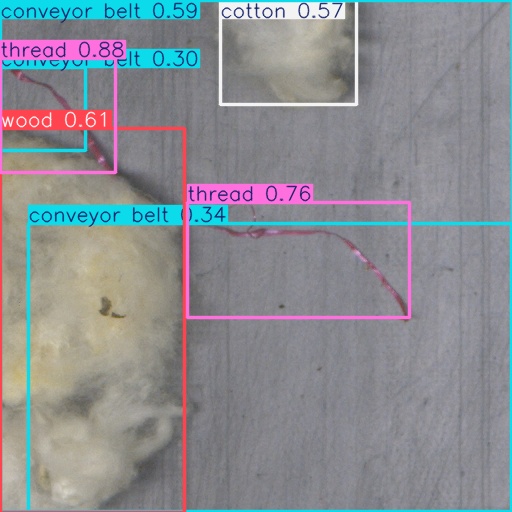 conveyor belt 0.59
cotton 0.57
thread 0.88
conveyor belt 0.30
wood 0.61
thread 0.76
conveyor belt 0.34